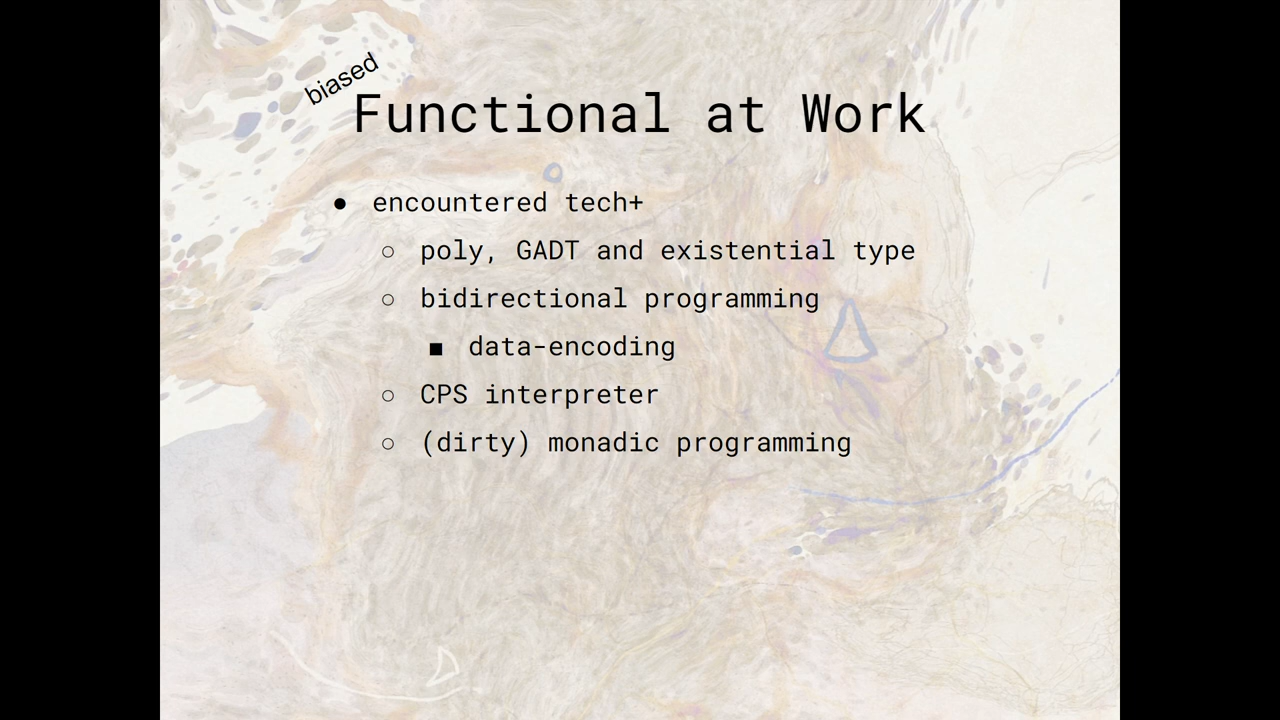 biased
Functional at Work
● encountered tech+
○ poly, GADT and existential type
○ bidirectional programming
■ data-encoding
○ CPS interpreter
○ (dirty) monadic programming